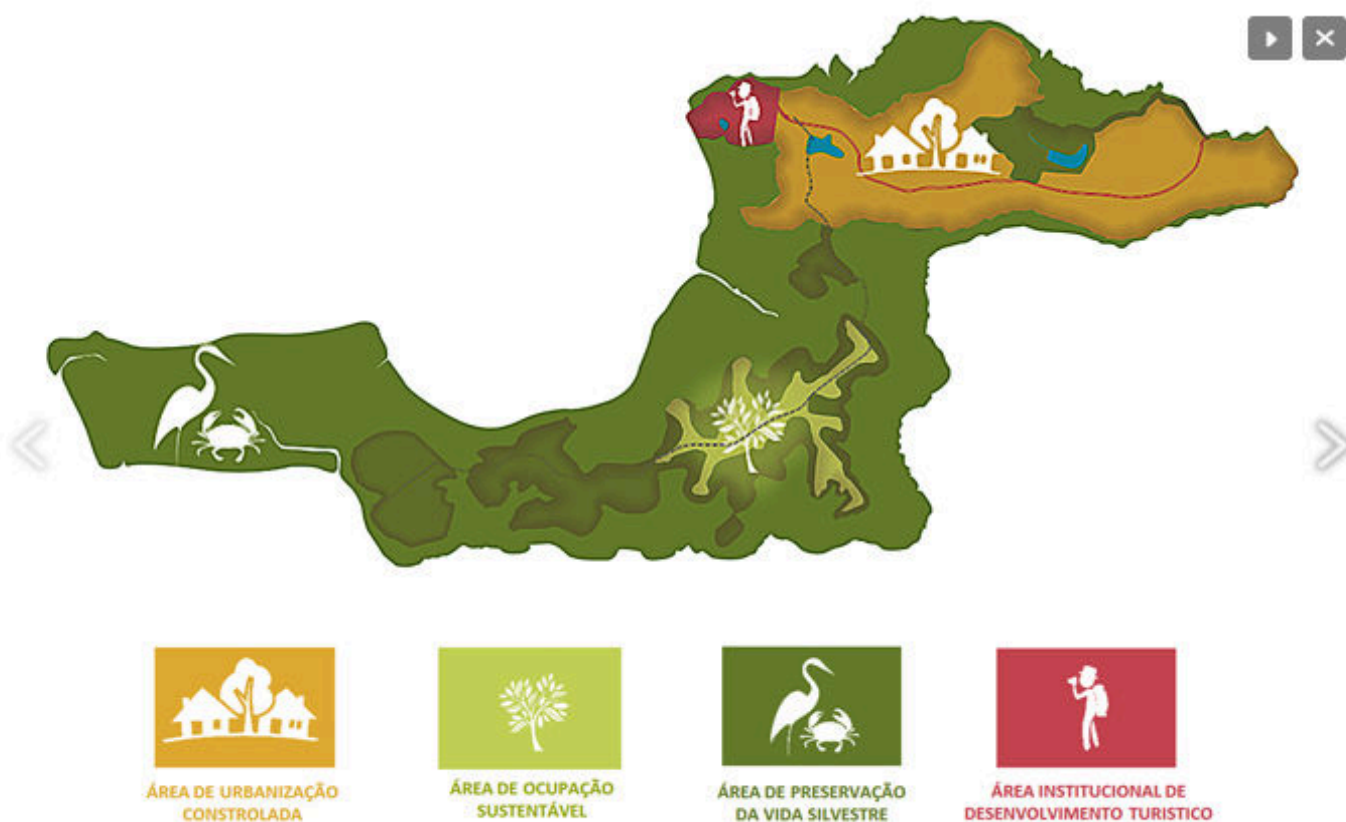 ÁREA DE URBANIZAÇÃO
CONSTROLADA
ÁREA DE OCUPAÇÃO
SUSTENTÁVEL
ÁREA DE PRESERVAÇÃO
DA VIDA SILVESTRE
ÁREA INSTITUCIONAL DE
DESENVOLVIMENTO TURISTICO